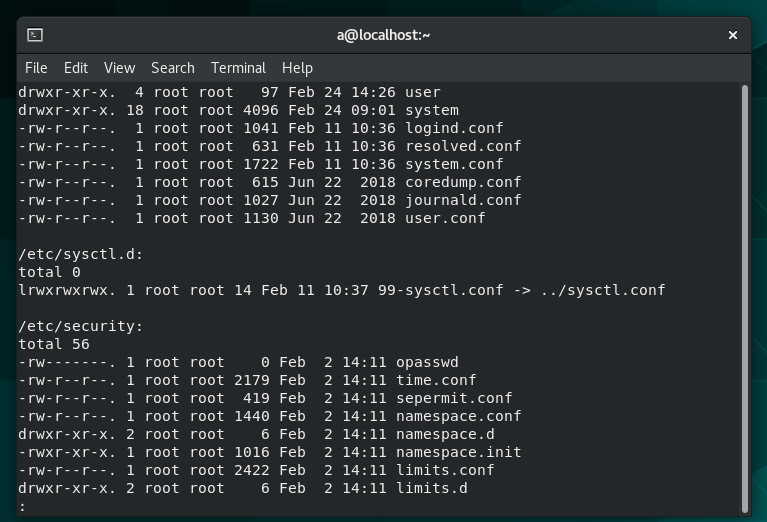 a@localhost:~
File Edit View Search Terminal Help
drwxr-xr-x.  4 root root   97 Feb 24 14:26 user
drwxr-xr-x. 18 root root 4096 Feb 24 09:01 system
-rw-r--r--.  1 root root 1041 Feb 11 10:36 logind.conf
-rw-r--r--.  1 root root  631 Feb 11 10:36 resolved.conf
-rw-r--r--.  1 root root 1722 Feb 11 10:36 system.conf
-rw-r--r--.  1 root root  615 Jun 22  2018 coredump.conf
-rw-r--r--.  1 root root 1027 Jun 22  2018 journald.conf
-rw-r--r--.  1 root root 1130 Jun 22  2018 user.conf
/etc/sysctl.d:
total 0
lrwxrwxrwx. 1 root root 14 Feb 11 10:37 99-sysctl.conf -> ../sysctl.conf
/etc/security:
total 56
-rw-------. 1 root root    0 Feb  2 14:11 opasswd
-rw-r--r--. 1 root root 2179 Feb  2 14:11 time.conf
-rw-r--r--. 1 root root  419 Feb  2 14:11 sepermit.conf
-rw-r--r--. 1 root root 1440 Feb  2 14:11 namespace.conf
drwxr-xr-x. 2 root root    6 Feb  2 14:11 namespace.d
-rwxr-xr-x. 1 root root 1016 Feb  2 14:11 namespace.init
-rw-r--r--. 1 root root 2422 Feb  2 14:11 limits.conf
drwxr-xr-x. 2 root root    6 Feb  2 14:11 limits.d
: